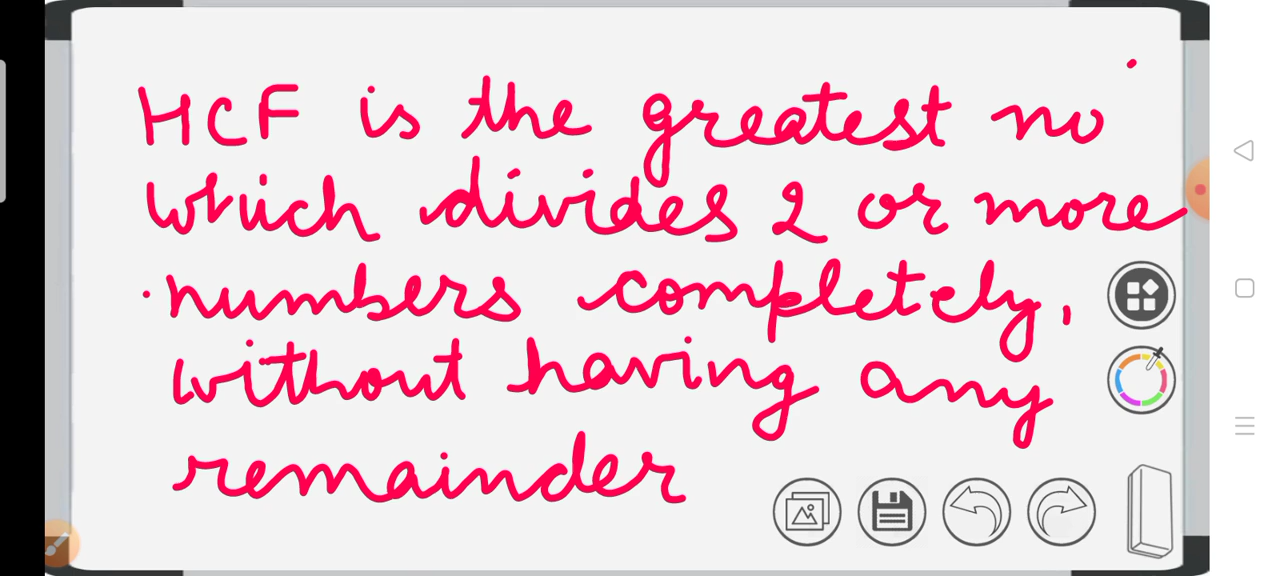 HCF is the greatest no
which divides 2 or more
numbers completely,
without having any
remainder